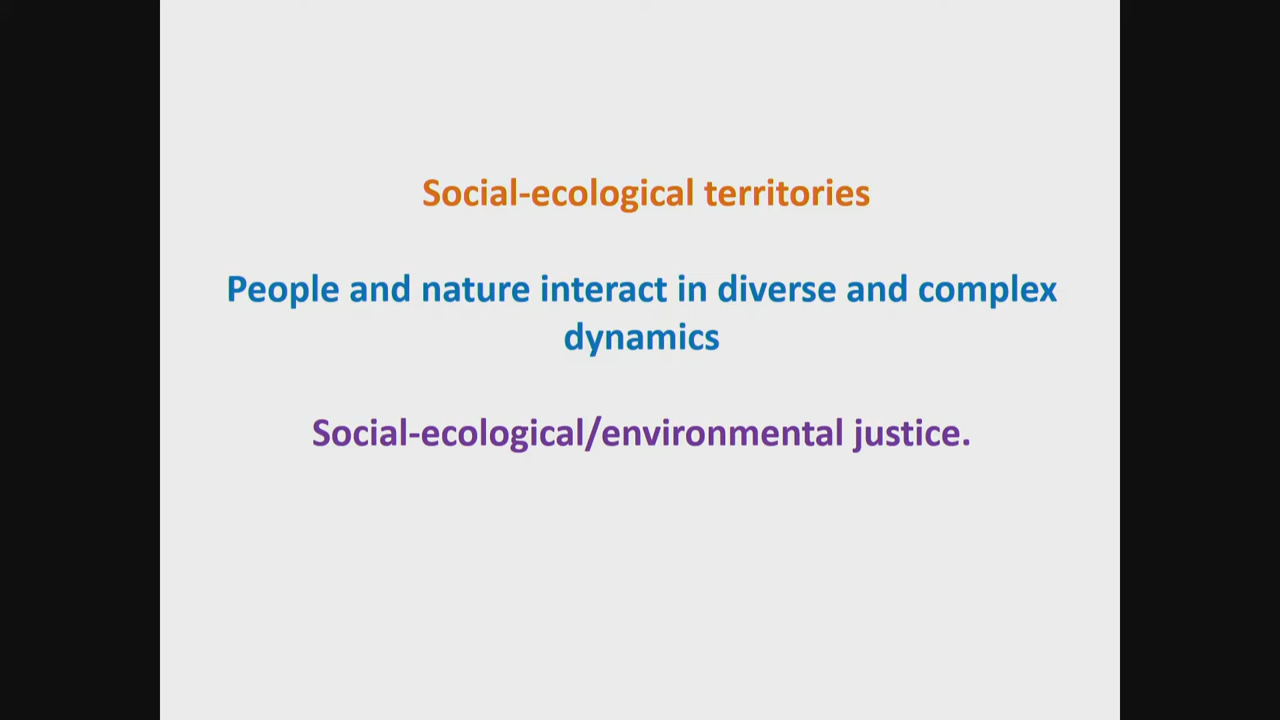 Social-ecological territories
People and nature interact in diverse and complex
dynamics
Social-ecological/environmental justice.